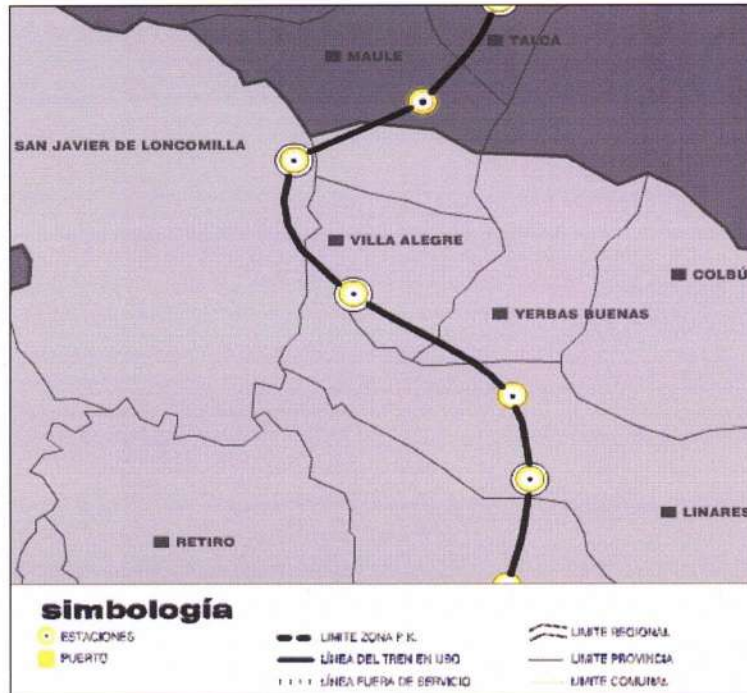 TALCA
MAULE
SAN JAVIER DE LONCOMILLA
VILLA ALEGRE
COLBÚ
YERBAS BUENAS
LINARES
RETIRO
simbología
ESTACIONES
PUERTO
LIMITE ZONA P.K.
LÍNEA DEL TREN EN USO
LÍNEA FUERA DE SERVICIO
LIMITE REGIONAL
LIMITE PROVINCIA
LIMITE COMUNAL